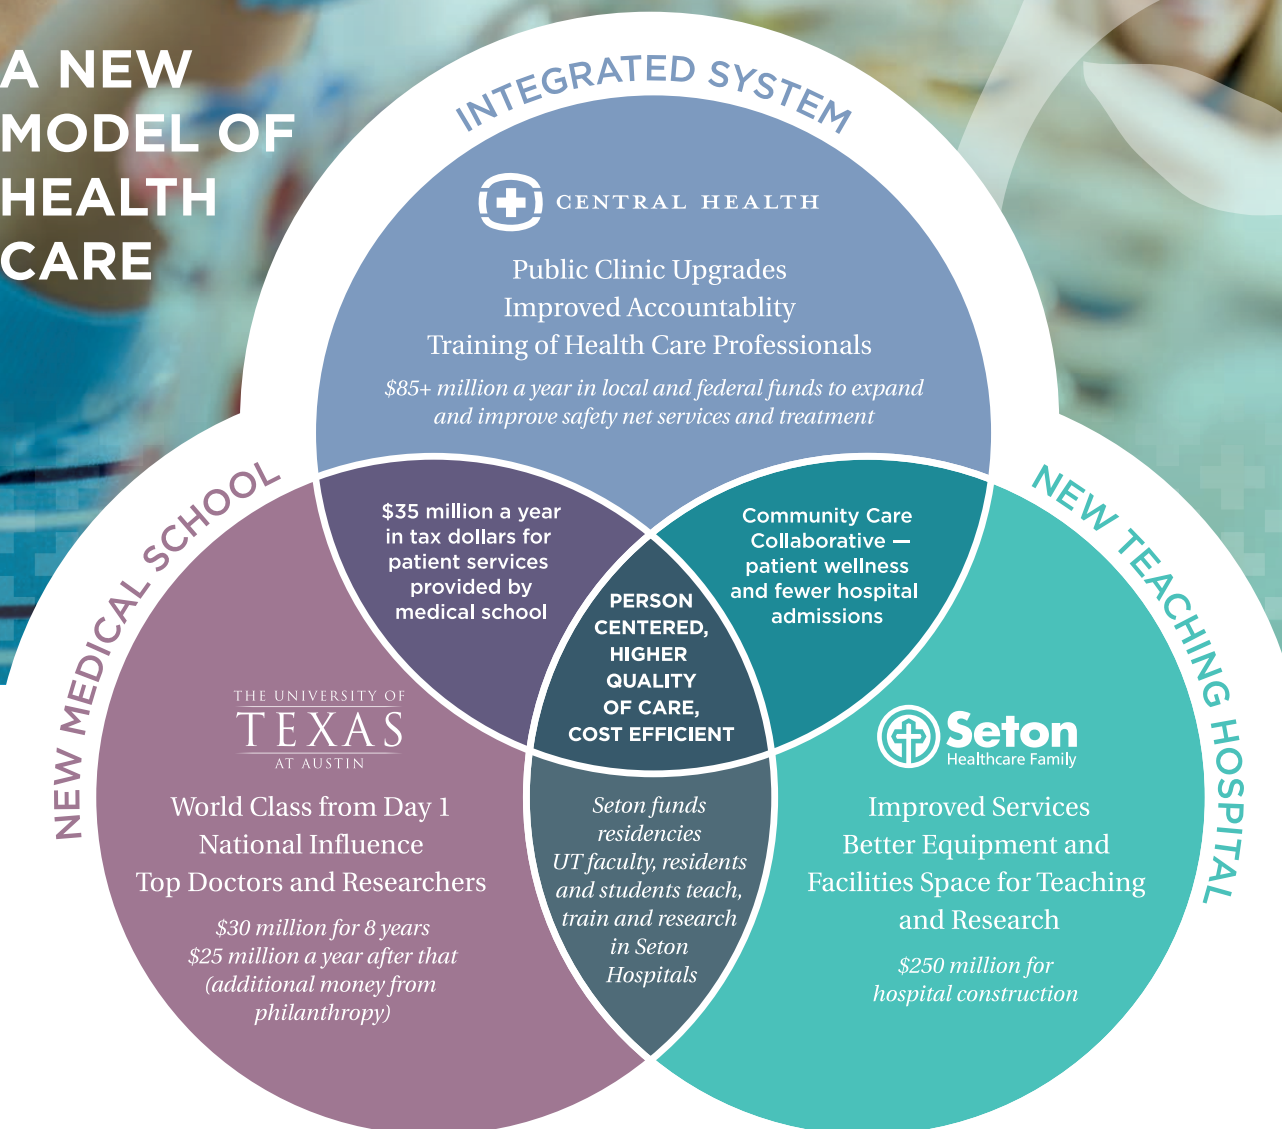 A NEW
MODEL OF
HEALTH
CARE
INTEGRATED SYSTEM
CENTRAL HEALTH
Public Clinic Upgrades
Improved Accountablity
Training of Health Care Professionals
$85+ million a year in local and federal funds to expand
and improve safety net services and treatment
NEW MEDICAL SCHOOL
$35 million a year
in tax dollars for
patient services
provided by
medical school
Community Care
Collaborative —
patient wellness
and fewer hospital
admissions
NEW TEACHING HOSPITAL
PERSON
CENTERED,
HIGHER
QUALITY
OF CARE,
COST EFFICIENT
THE UNIVERSITY OF
TEXAS
AT AUSTIN
World Class from Day 1
National Influence
Top Doctors and Researchers
$30 million for 8 years
$25 million a year after that
(additional money from
philanthropy)
Seton funds
residencies
UT faculty, residents
and students teach,
train and research
in Seton
Hospitals
Seton
Healthcare Family
Improved Services
Better Equipment and
Facilities Space for Teaching
and Research
$250 million for
hospital construction